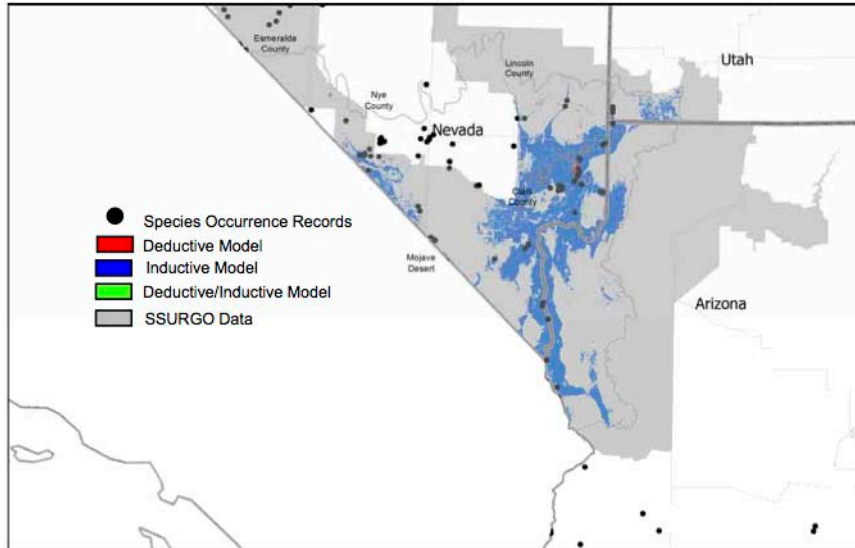 Esmeralda
County
Utah
Lincoln
County
Nye
County
Nevada
Clark
County
Species Occurrence Records
Deductive Model
Inductive Model
Mojave
Desert
Deductive/Inductive Model
Arizona
SSURGO Data